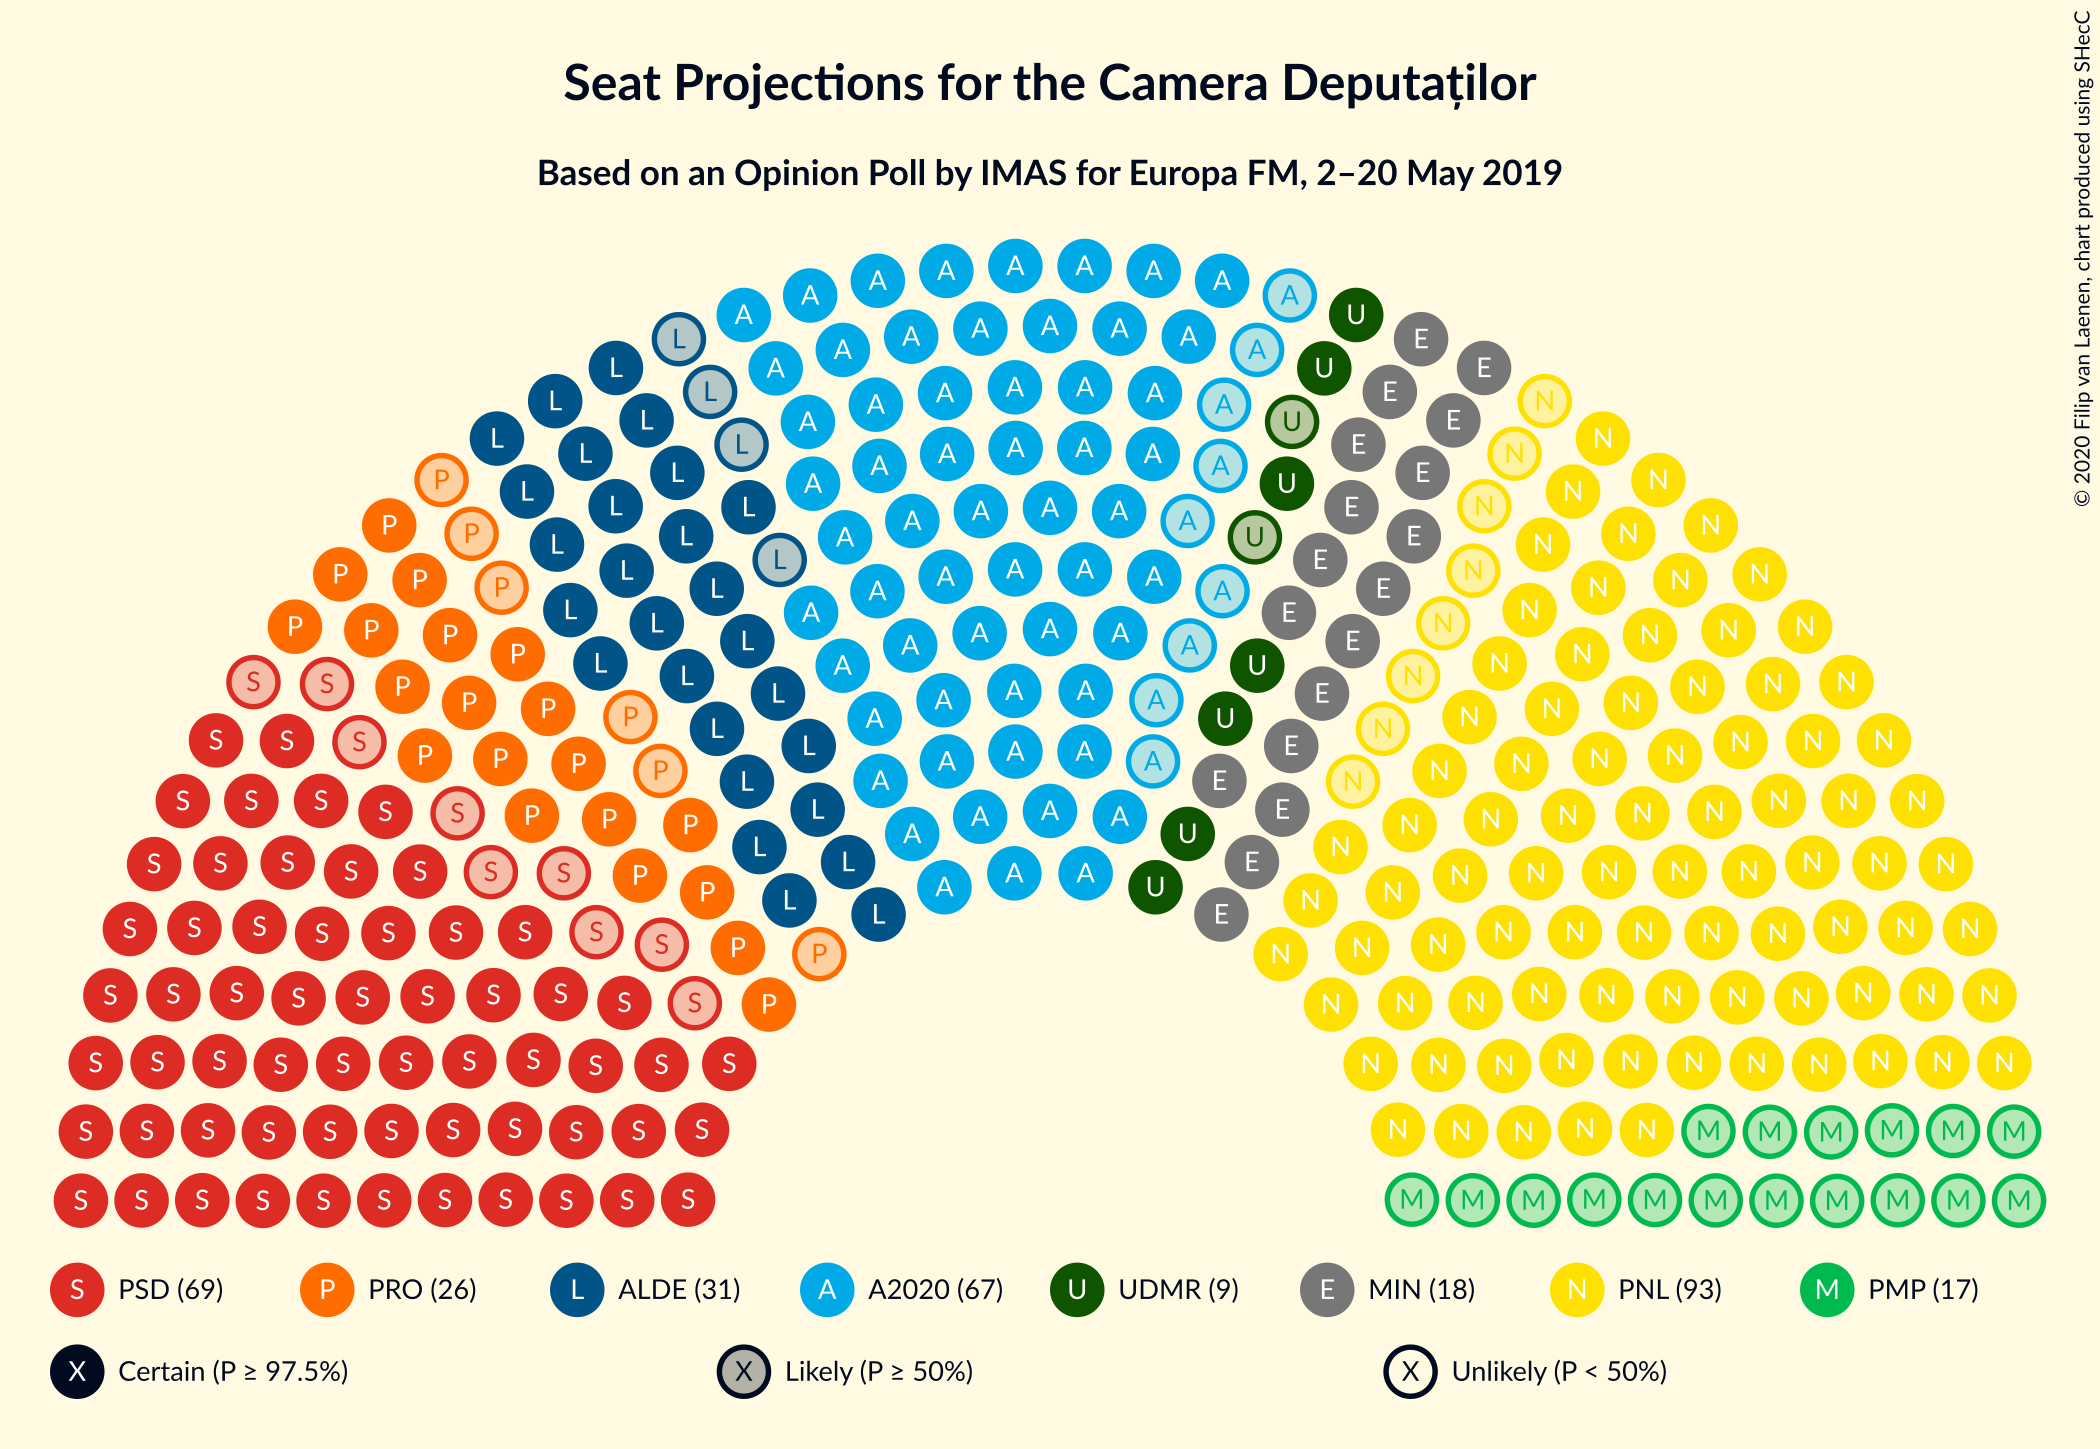 Seat Projections for the Camera Deputaților
Based on an Opinion Poll by IMAS for Europa FM, 2–20 May 2019
© 2020 Filip van Laenen, chart produced using SHecC
S PSD (69) P PRO (26) L ALDE (31) A A2020 (67) U UDMR (9) E MIN (18) N PNL (93) M PMP (17)
X Certain (P ≥ 97.5%) X Likely (P ≥ 50%) X Unlikely (P < 50%)